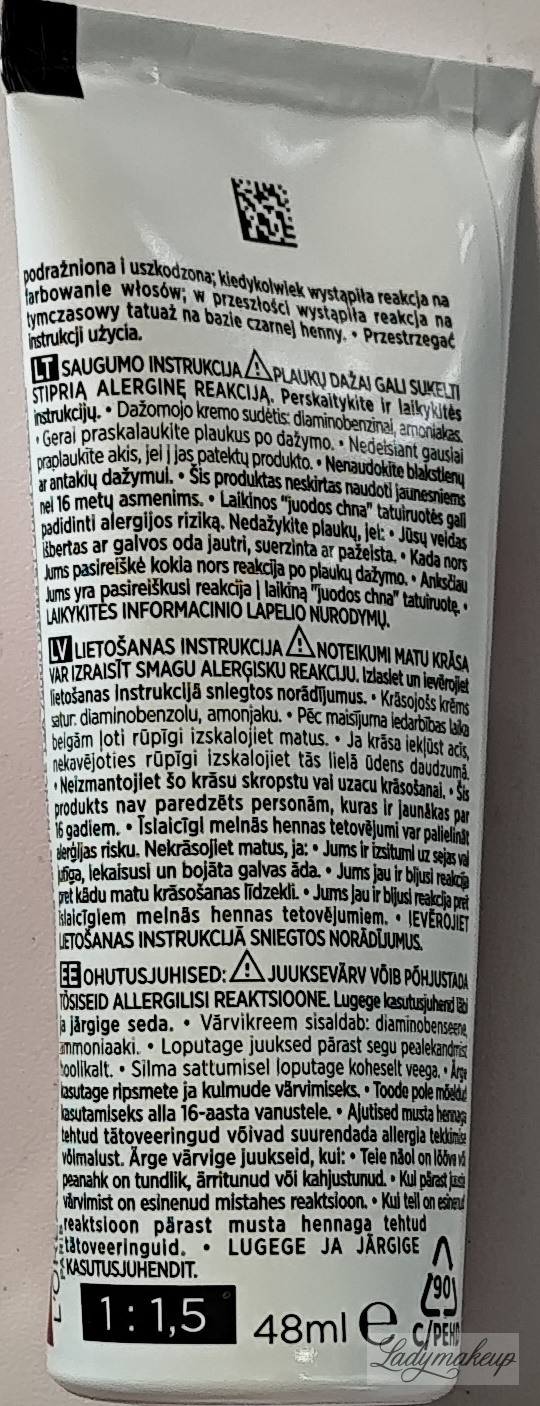 podrażniona i uszkodzona; kiedykolwiek wystąpiła reakcja na
farbowanie włosów; w przeszłości wystąpiła reakcja na
tymczasowy tatuaż na bazie czarnej henny. • Przestrzegać
instrukcji użycia.
LT SAUGUMO INSTRUKCIJA ⚠ PLAUKŲ DAŽAI GALI SUKELTI
STIPRIĄ ALERGINĘ REAKCIJĄ. Perskaitykite ir laikykitės
instrukcijų. • Dažomojo kremo sudėtis: diaminobenzinai, amoniakas.
• Gerai praskalaukite plaukus po dažymo. • Nedelsiant gausiai
praplaukite akis, jei į jas patektų produkto. • Nenaudokite blakstienų
ar antakių dažymui. • Šis produktas neskirtas naudoti jaunesniems
nei 16 metų asmenims. • Laikinos "juodos chna" tatuiruotės gali
padidinti alergijos riziką. Nedažykite plaukų, jei: • Jūsų veidas
išbertas ar galvos oda jautri, suerzinta ar pažeista. • Kada nors
Jums pasireiškė kokia nors reakcija po plaukų dažymo. • Anksčiau
Jums yra pasireiškusi reakcija į laikiną "juodos chna" tatuiruotę. •
LAIKYKITĖS INFORMACINIO LAPELIO NURODYMŲ.
LV LIETOŠANAS INSTRUKCIJA ⚠ NOTEIKUMI MATU KRĀSA
VAR IZRAISĪT SMAGU ALERĢISKU REAKCIJU. Izlasiet un ievērojiet
lietošanas instrukcijā sniegtos norādījumus. • Krāsojošs krēms
satur: diaminobenzolu, amonjaku. • Pēc maisījuma iedarbības laika
beigām ļoti rūpīgi izskalojiet matus. • Ja krāsa iekļūst acīs,
nekavējoties rūpīgi izskalojiet tās lielā ūdens daudzumā.
• Neizmantojiet šo krāsu skropstu vai uzacu krāsošanai. • Šis
produkts nav paredzēts personām, kuras ir jaunākas par
16 gadiem. • Īslaicīgi melnās hennas tetovējumi var palielināt
alerģijas risku. Nekrāsojiet matus, ja: • Jums ir izsitumi uz sejas vai
jutīga, iekaisusi un bojāta galvas āda. • Jums jau ir bijusi reakcija
pret kādu matu krāsošanas līdzekli. • Jums jau ir bijusi reakcija pret
īslaicīgiem melnās hennas tetovējumiem. • IEVĒROJIET
LIETOŠANAS INSTRUKCIJĀ SNIEGTOS NORĀDĪJUMUS.
EE OHUTUSJUHISED: ⚠ JUUKSEVÄRV VÕIB PÕHJUSTADA
TÕSISEID ALLERGILISI REAKTSIOONE. Lugege kasutusjuhend läbi
ja järgige seda. • Värvikreem sisaldab: diaminobenseene,
ammoniaaki. • Loputage juuksed pärast segu pealekandmist
hoolikalt. • Silma sattumisel loputage koheselt veega. • Ärge
kasutage ripsmete ja kulmude värvimiseks. • Toode pole mõeldud
kasutamiseks alla 16-aasta vanustele. • Ajutised musta hennaga
tehtud tätoveeringud võivad suurendada allergia tekkimise
võimalust. Ärge värvige juukseid, kui: • Teie näol on lööve või
peanahk on tundlik, ärritunud või kahjustunud. • Kui pärast juuste
värvimist on esinenud mistahes reaktsioon. • Kui teil on esinenud
reaktsioon pärast musta hennaga tehtud
tätoveeringuid. • LUGEGE JA JÄRGIGE
KASUTUSJUHENDIT.
1 : 1,5
48ml e
90
C/PEHD
Ladymakeup